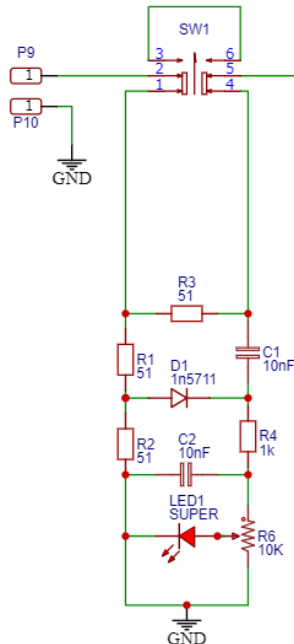 SW1
P9
3
6
1
2
5
1
4
1
P10
GND
R3
51
C1
10nF
R1
51
D1
1n5711
R2
51
C2
10nF
R4
1k
LED1
SUPER
R6
10K
GND